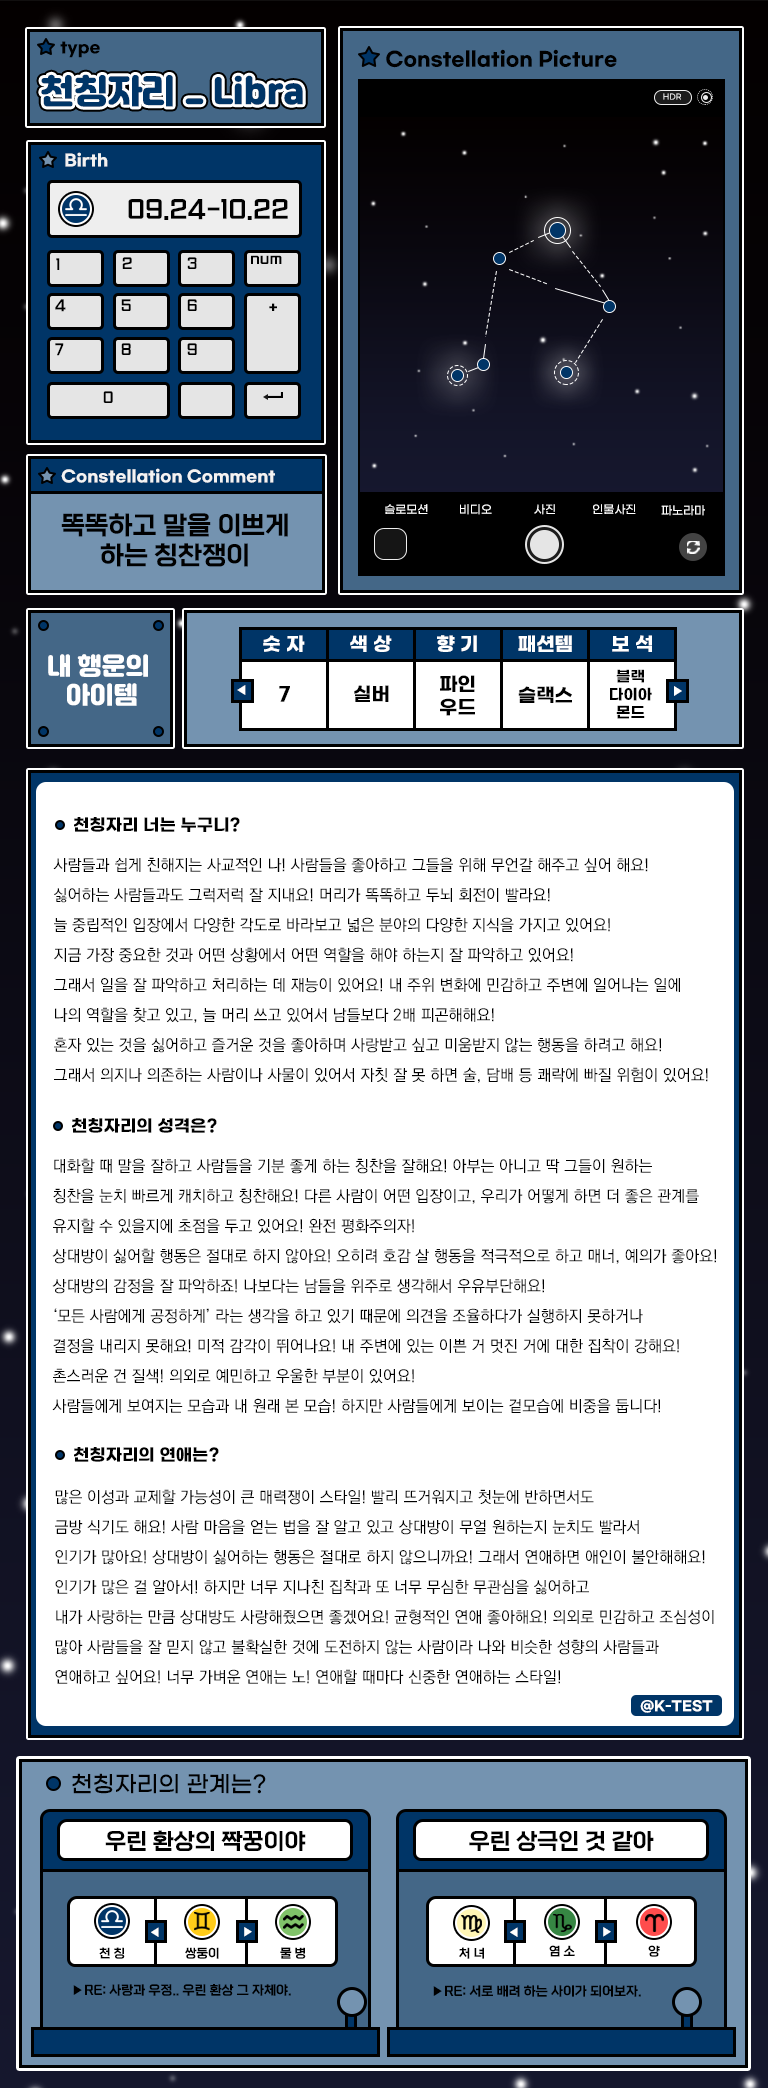 type
천칭자리 - Libra
Birth
09.24-10.22
1 2 3 num
4 5 6 +
7 8 9
0
Constellation Comment
똑똑하고 말을 이쁘게
하는 칭찬쟁이
Constellation Picture
HDR
슬로모션 비디오 사진 인물사진 파노라마
내 행운의
아이템
숫 자 색 상 향 기 패션템 보 석
7 실버 파인 우드 슬랙스 블랙 다이아 몬드
천칭자리 너는 누구니?
사람들과 쉽게 친해지는 사교적인 나! 사람들을 좋아하고 그들을 위해 무언갈 해주고 싶어 해요!
싫어하는 사람들과도 그럭저럭 잘 지내요! 머리가 똑똑하고 두뇌 회전이 빨라요!
늘 중립적인 입장에서 다양한 각도로 바라보고 넓은 분야의 다양한 지식을 가지고 있어요!
지금 가장 중요한 것과 어떤 상황에서 어떤 역할을 해야 하는지 잘 파악하고 있어요!
그래서 일을 잘 파악하고 처리하는 데 재능이 있어요! 내 주위 변화에 민감하고 주변에 일어나는 일에
나의 역할을 찾고 있고, 늘 머리 쓰고 있어서 남들보다 2배 피곤해해요!
혼자 있는 것을 싫어하고 즐거운 것을 좋아하며 사랑받고 싶고 미움받지 않는 행동을 하려고 해요!
그래서 의지나 의존하는 사람이나 사물이 있어서 자칫 잘 못 하면 술, 담배 등 쾌락에 빠질 위험이 있어요!
천칭자리의 성격은?
대화할 때 말을 잘하고 사람들을 기분 좋게 하는 칭찬을 잘해요! 아부는 아니고 딱 그들이 원하는
칭찬을 눈치 빠르게 캐치하고 칭찬해요! 다른 사람이 어떤 입장이고, 우리가 어떻게 하면 더 좋은 관계를
유지할 수 있을지에 초점을 두고 있어요! 완전 평화주의자!
상대방이 싫어할 행동은 절대로 하지 않아요! 오히려 호감 살 행동을 적극적으로 하고 매너, 예의가 좋아요!
상대방의 감정을 잘 파악하죠! 나보다는 남들을 위주로 생각해서 우유부단해요!
‘모든 사람에게 공정하게’ 라는 생각을 하고 있기 때문에 의견을 조율하다가 실행하지 못하거나
결정을 내리지 못해요! 미적 감각이 뛰어나요! 내 주변에 있는 이쁜 거 멋진 거에 대한 집착이 강해요!
촌스러운 건 질색! 의외로 예민하고 우울한 부분이 있어요!
사람들에게 보여지는 모습과 내 원래 본 모습! 하지만 사람들에게 보이는 겉모습에 비중을 둡니다!
천칭자리의 연애는?
많은 이성과 교제할 가능성이 큰 매력쟁이 스타일! 빨리 뜨거워지고 첫눈에 반하면서도
금방 식기도 해요! 사람 마음을 얻는 법을 잘 알고 있고 상대방이 무얼 원하는지 눈치도 빨라서
인기가 많아요! 상대방이 싫어하는 행동은 절대로 하지 않으니까요! 그래서 연애하면 애인이 불안해해요!
인기가 많은 걸 알아서! 하지만 너무 지나친 집착과 또 너무 무심한 무관심을 싫어하고
내가 사랑하는 만큼 상대방도 사랑해줬으면 좋겠어요! 균형적인 연애 좋아해요! 의외로 민감하고 조심성이
많아 사람들을 잘 믿지 않고 불확실한 것에 도전하지 않는 사람이라 나와 비슷한 성향의 사람들과
연애하고 싶어요! 너무 가벼운 연애는 노! 연애할 때마다 신중한 연애하는 스타일!
@K-TEST
천칭자리의 관계는?
우린 환상의 짝꿍이야
천 칭 쌍둥이 물 병
▶RE: 사랑과 우정.. 우린 환상 그 자체야.
우린 상극인 것 같아
처 녀 염 소 양
▶RE: 서로 배려 하는 사이가 되어보자.